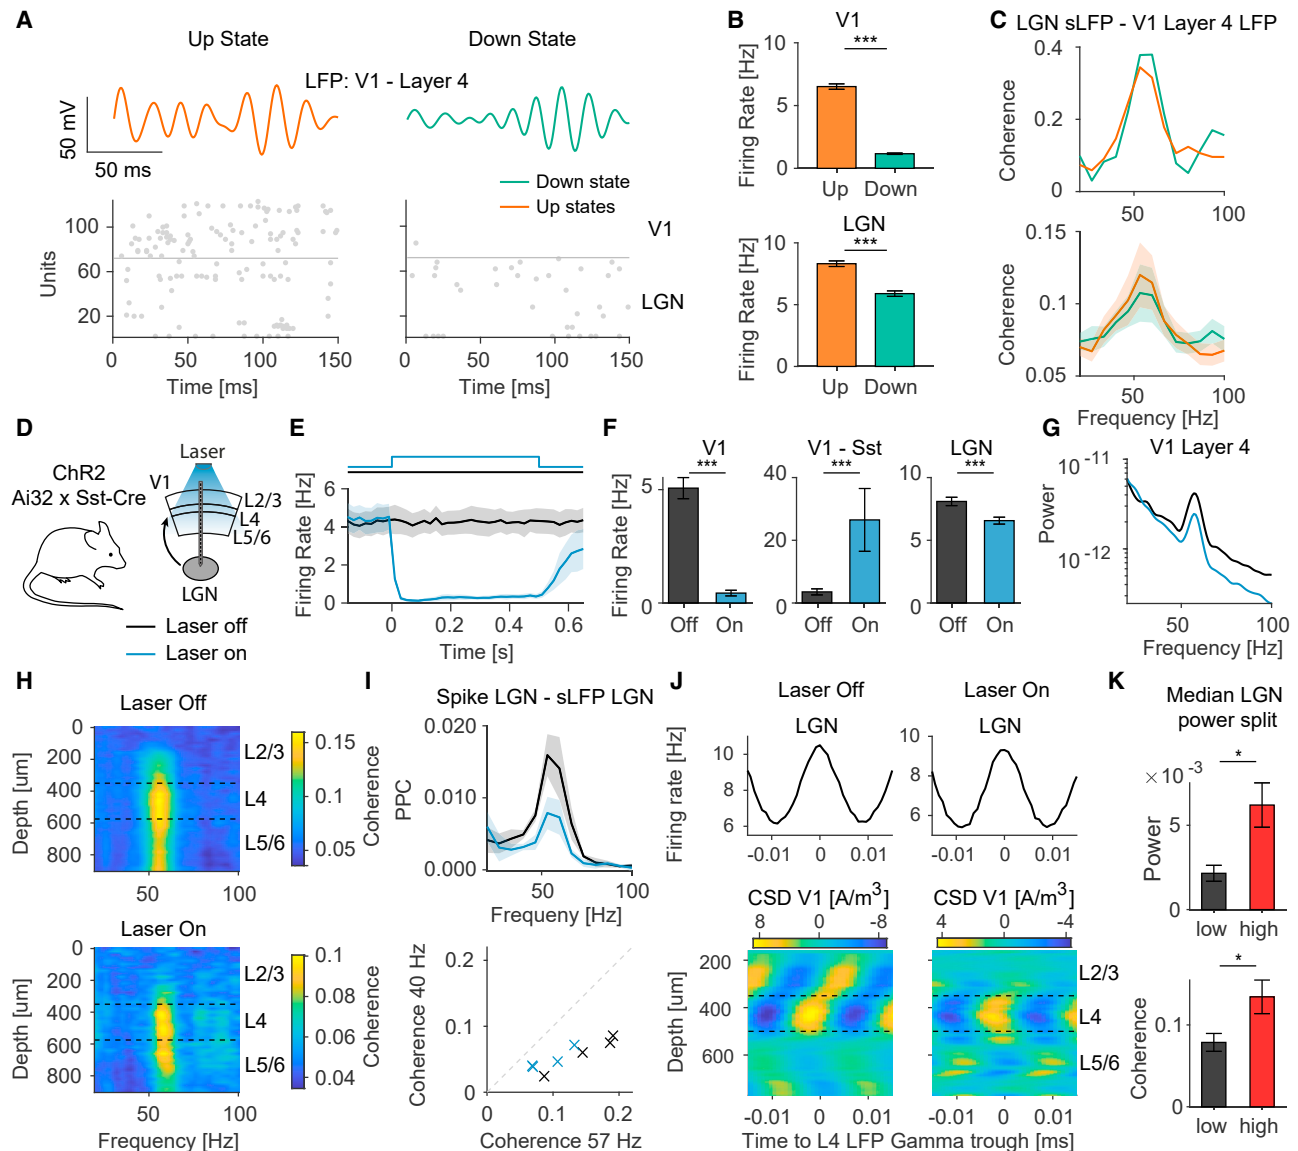 A
Up State
Down State
LFP: V1 - Layer 4
50 mV
50 ms
Down state
Up states
Units
100
60
20
V1
LGN
0 50 100 150
0 50 100 150
Time [ms]
Time [ms]
B
V1
***
Firing Rate [Hz]
10
5
0
Up Down
LGN
***
Firing Rate [Hz]
10
5
0
Up Down
C
LGN sLFP - V1 Layer 4 LFP
Coherence
0.4
0.2
0
50 100
Coherence
0.15
0.1
0.05
50 100
Frequency [Hz]
D
ChR2
Ai32 x Sst-Cre
Laser
V1
L2/3
L4
L5/6
LGN
Laser off
Laser on
E
Firing Rate [Hz]
6
4
2
0
0 0.2 0.4 0.6
Time [s]
F
V1
***
Firing Rate [Hz]
5
0
Off On
V1 - Sst
***
40
20
0
Off On
LGN
***
10
5
0
Off On
G
V1 Layer 4
Power
10-11
10-12
50 100
Frequency [Hz]
H
Laser Off
Depth [um]
0
200
400
600
800
L2/3
L4
L5/6
50 100
0.15
0.1
0.05
Coherence
Laser On
Depth [um]
0
200
400
600
800
L2/3
L4
L5/6
50 100
Frequency [Hz]
0.1
0.08
0.06
0.04
Coherence
I
Spike LGN - sLFP LGN
PPC
0.020
0.010
0.000
50 100
Frequeny [Hz]
Coherence 40 Hz
0.2
0.1
0
0 0.1 0.2
Coherence 57 Hz
J
Laser Off
Laser On
LGN
LGN
Firing rate [Hz]
10
8
6
10
8
6
-0.01 0 0.01
-0.01 0 0.01
CSD V1 [A/m3]
8 0 -8
CSD V1 [A/m3]
4 0 -4
Depth [um]
200
400
600
L2/3
L4
L5/6
-0.01 0 0.01
-0.01 0 0.01
Time to L4 LFP Gamma trough [ms]
K
Median LGN
power split
*
× 10-3
Power
5
0
low high
*
Coherence
0.1
0
low high